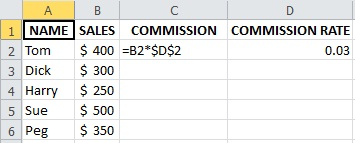 A B C D
1 NAME SALES COMMISSION COMMISSION RATE
2 Tom $ 400 =B2*$D$2 0.03
3 Dick $ 300
4 Harry $ 250
5 Sue $ 500
6 Peg $ 350